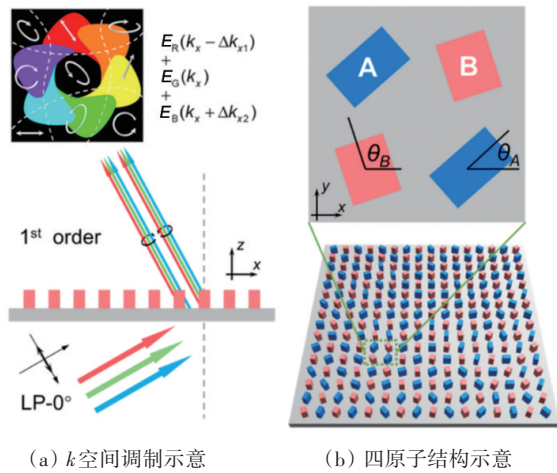 E_R(k_x − Δk_x1)
+
E_G(k_x)
+
E_B(k_x + Δk_x2)
1st order
z
x
LP-0°
(a) k空间调制示意
A
B
θ_B
θ_A
y
x
(b) 四原子结构示意